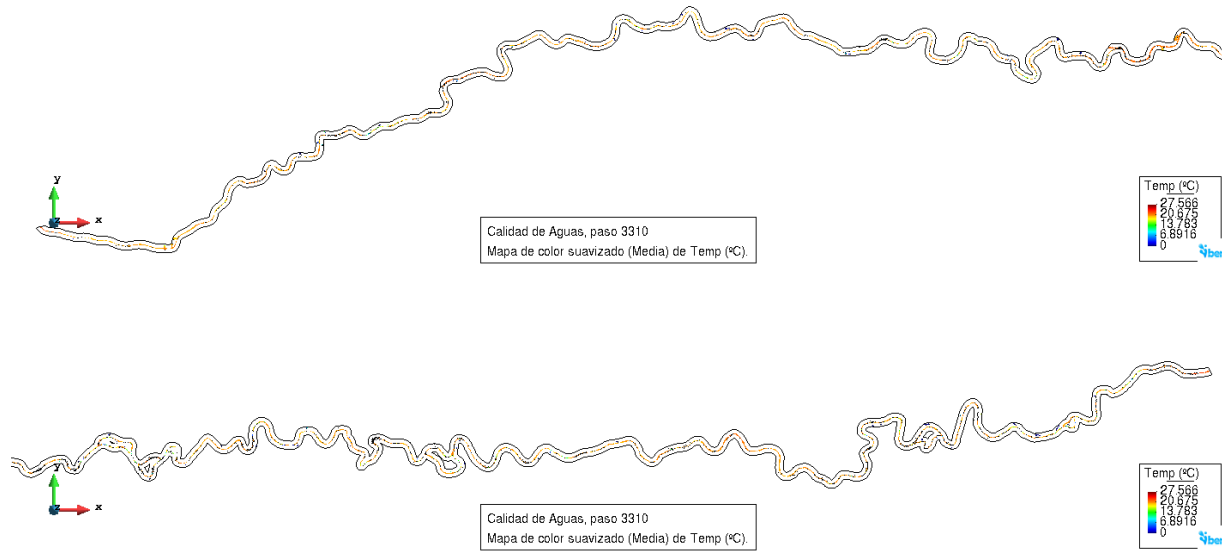 y
x
z
Calidad de Aguas, paso 3310
Mapa de color suavizado (Media) de Temp (ºC).
Temp (ºC)
27.566
20.675
13.783
6.8916
0
iber
y
x
z
Calidad de Aguas, paso 3310
Mapa de color suavizado (Media) de Temp (ºC).
Temp (ºC)
27.566
20.675
13.783
6.8916
0
iber